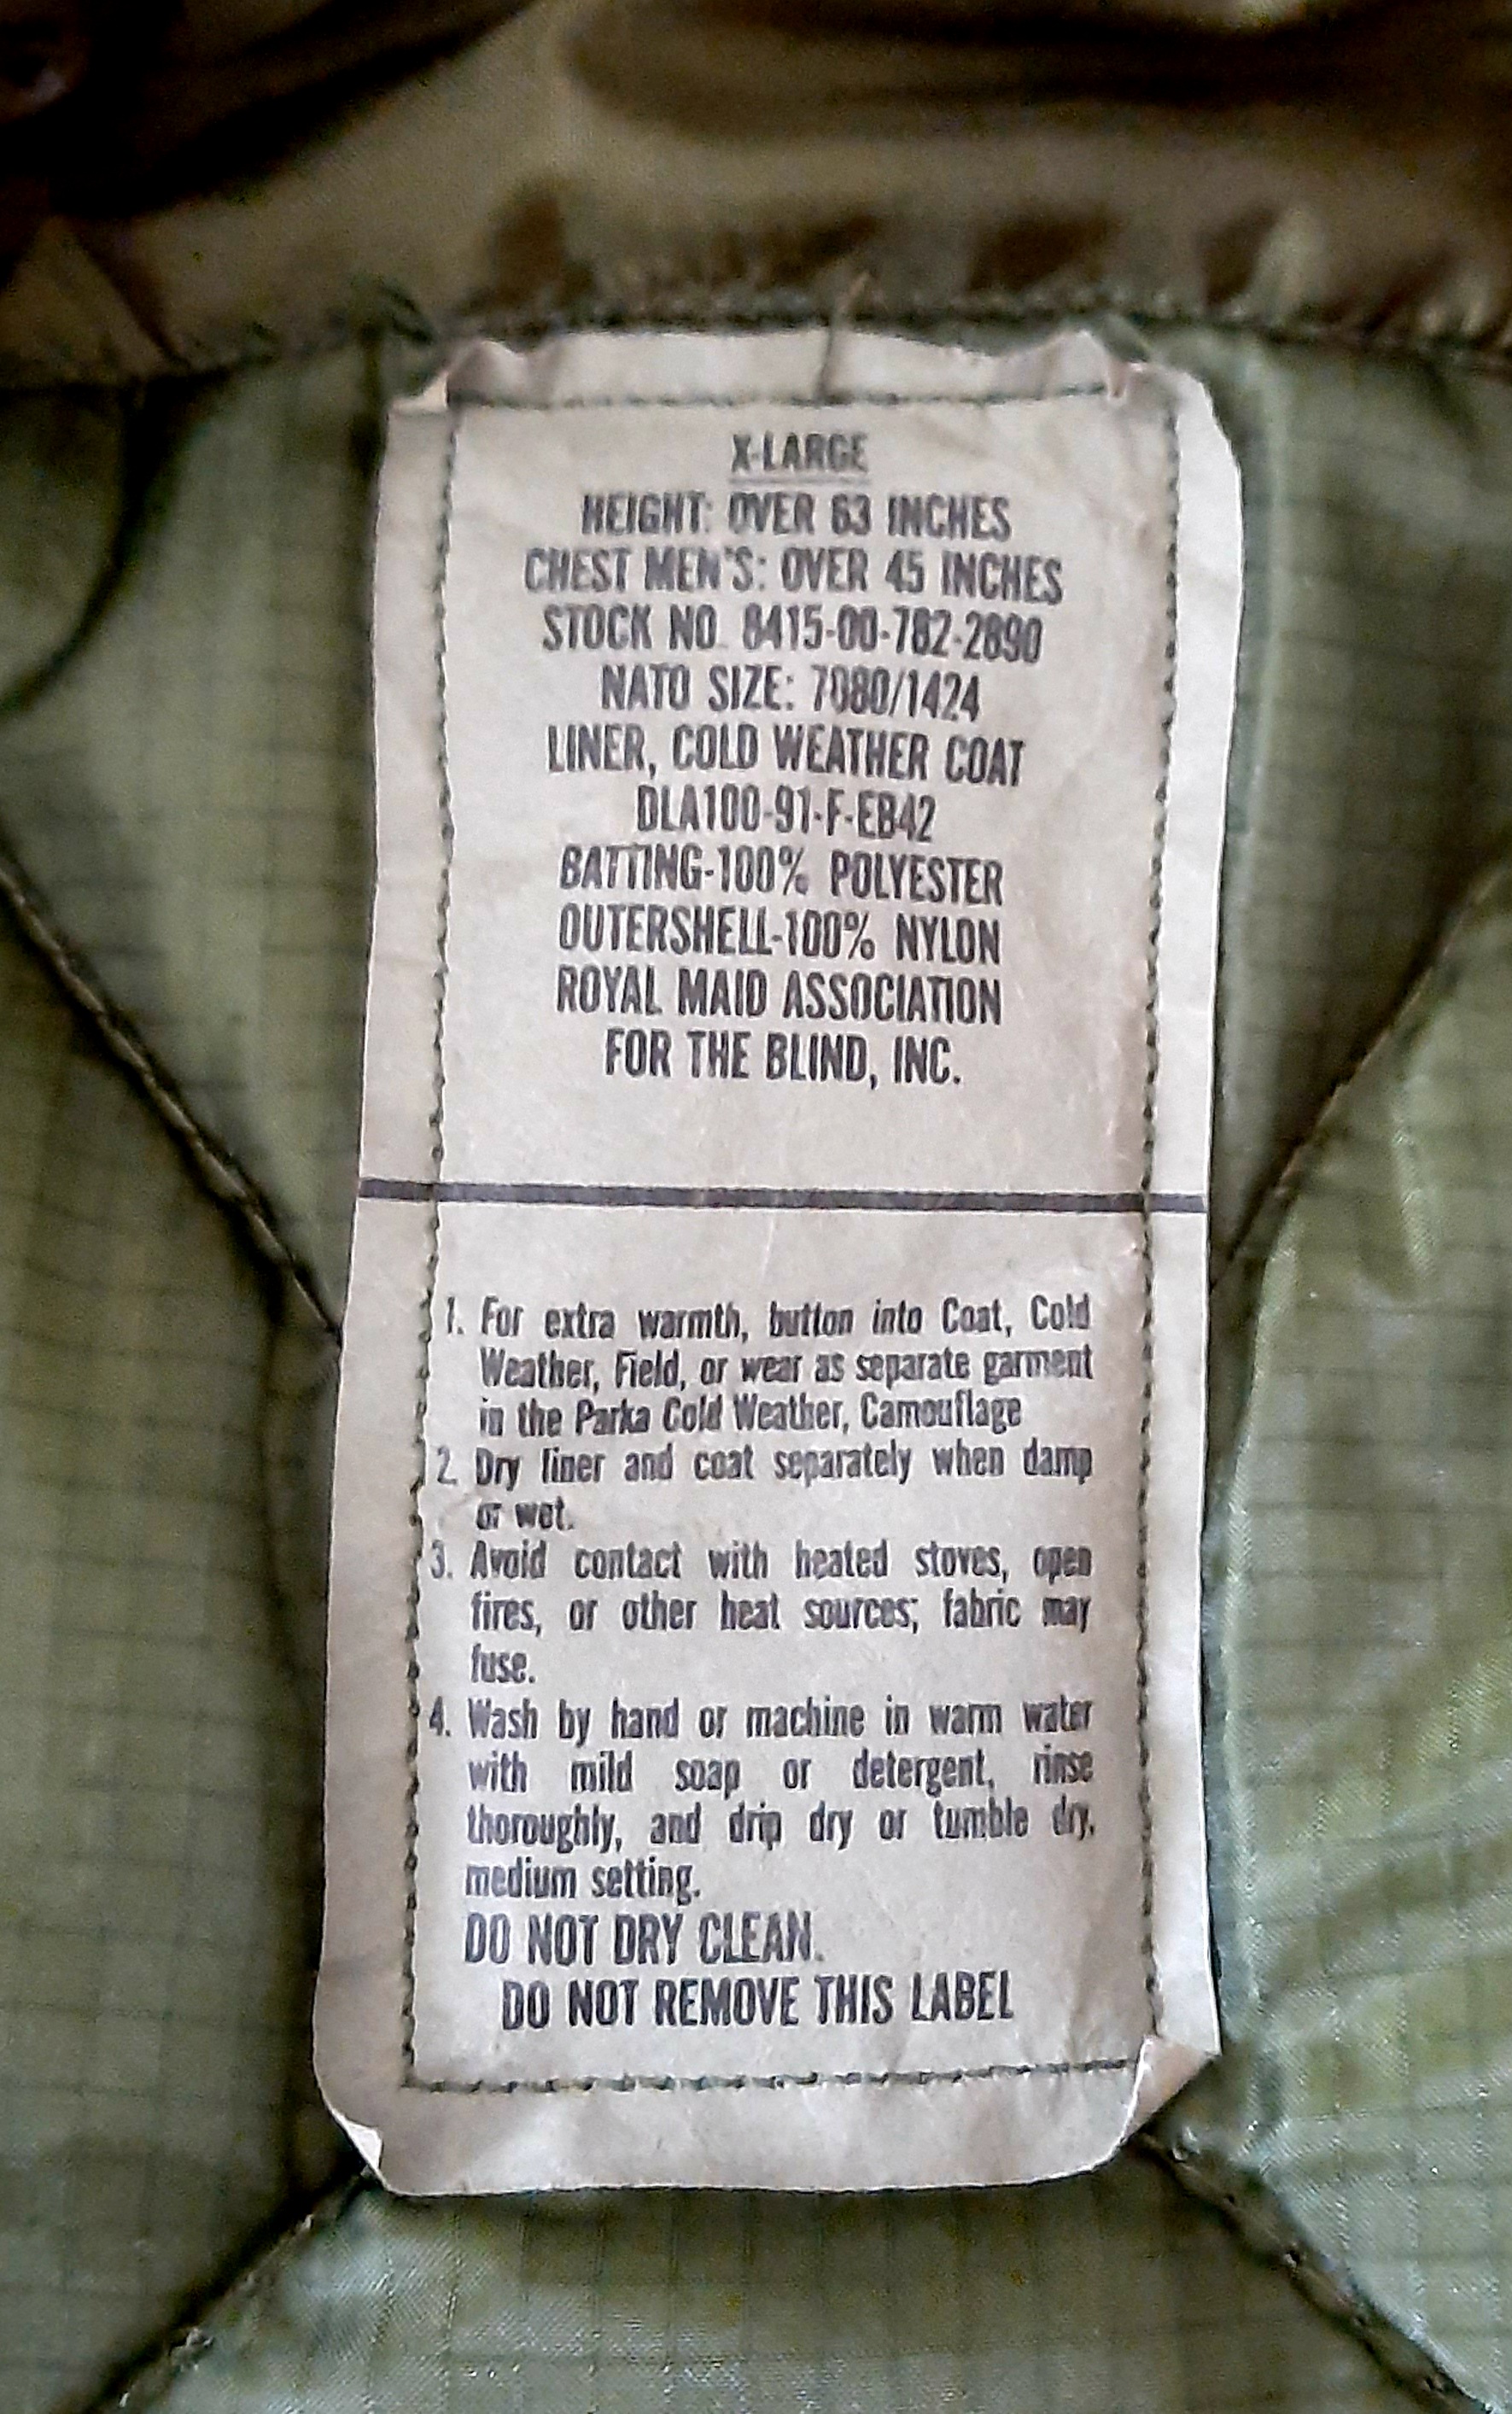 X-LARGE
HEIGHT: OVER 63 INCHES
CHEST MEN'S: OVER 45 INCHES
STOCK NO. 8415-00-782-2890
NATO SIZE: 7080/1424
LINER, COLD WEATHER COAT
DLA100-91-F-EB42
BATTING-100% POLYESTER
OUTERSHELL-100% NYLON
ROYAL MAID ASSOCIATION
FOR THE BLIND, INC.
1. For extra warmth, button into Coat, Cold
Weather, Field, or wear as separate garment
in the Parka Cold Weather, Camouflage
2. Dry liner and coat separately when damp
or wet.
3. Avoid contact with heated stoves, open
fires, or other heat sources; fabric may
fuse.
4. Wash by hand or machine in warm water
with mild soap or detergent, rinse
thoroughly, and drip dry or tumble dry,
medium setting.
DO NOT DRY CLEAN.
DO NOT REMOVE THIS LABEL